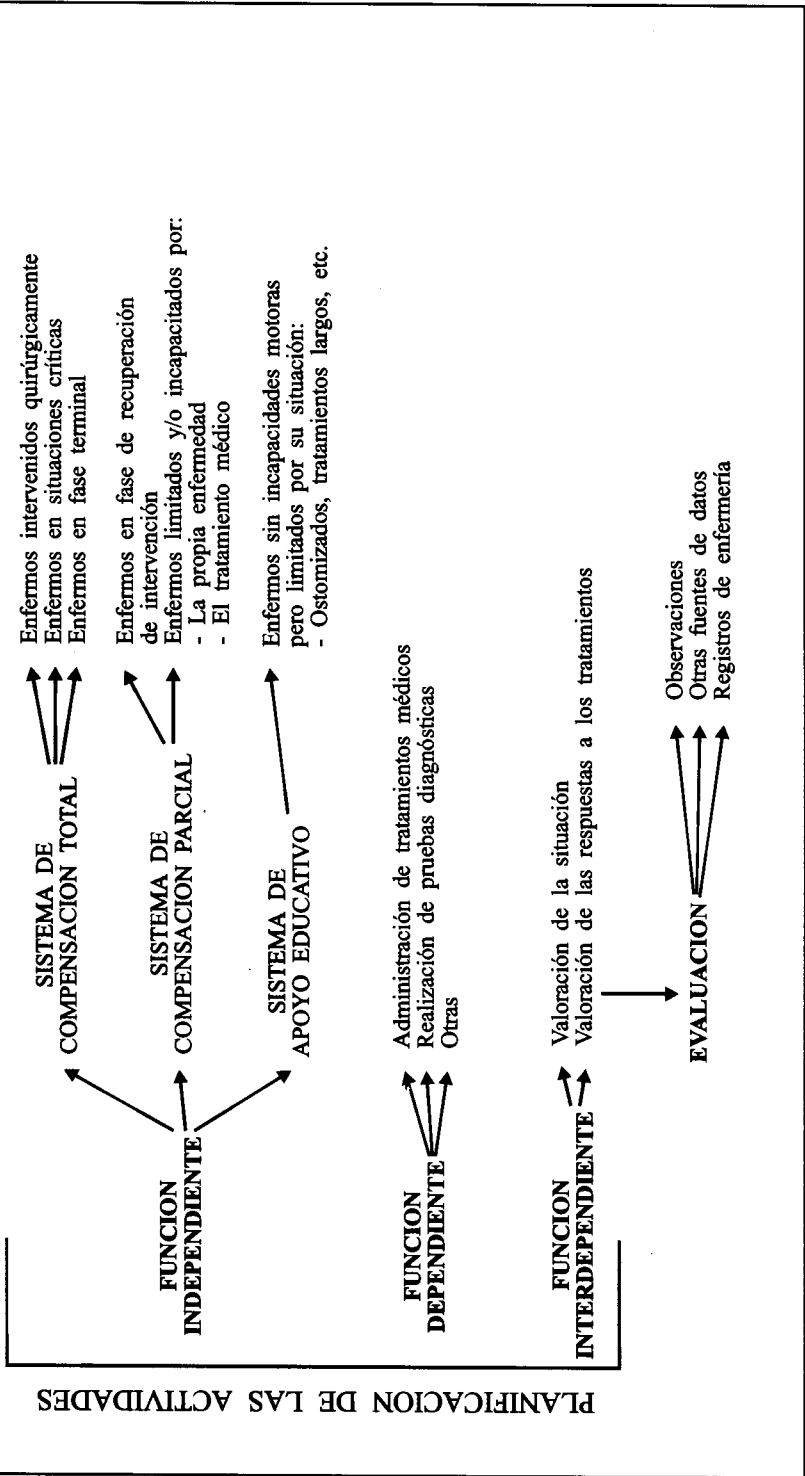 PLANIFICACION DE LAS ACTIVIDADES
FUNCION
INDEPENDIENTE
SISTEMA DE
COMPENSACION TOTAL
Enfermos intervenidos quirúrgicamente
Enfermos en situaciones críticas
Enfermos en fase terminal
SISTEMA DE
COMPENSACION PARCIAL
Enfermos en fase de recuperación
de intervención
Enfermos limitados y/o incapacitados por:
- La propia enfermedad
- El tratamiento médico
SISTEMA DE
APOYO EDUCATIVO
Enfermos sin incapacidades motoras
pero limitados por su situación:
- Ostomizados, tratamientos largos, etc.
FUNCION
DEPENDIENTE
Administración de tratamientos médicos
Realización de pruebas diagnósticas
Otras
FUNCION
INTERDEPENDIENTE
Valoración de la situación
Valoración de las respuestas a los tratamientos
EVALUACION
Observaciones
Otras fuentes de datos
Registros de enfermería